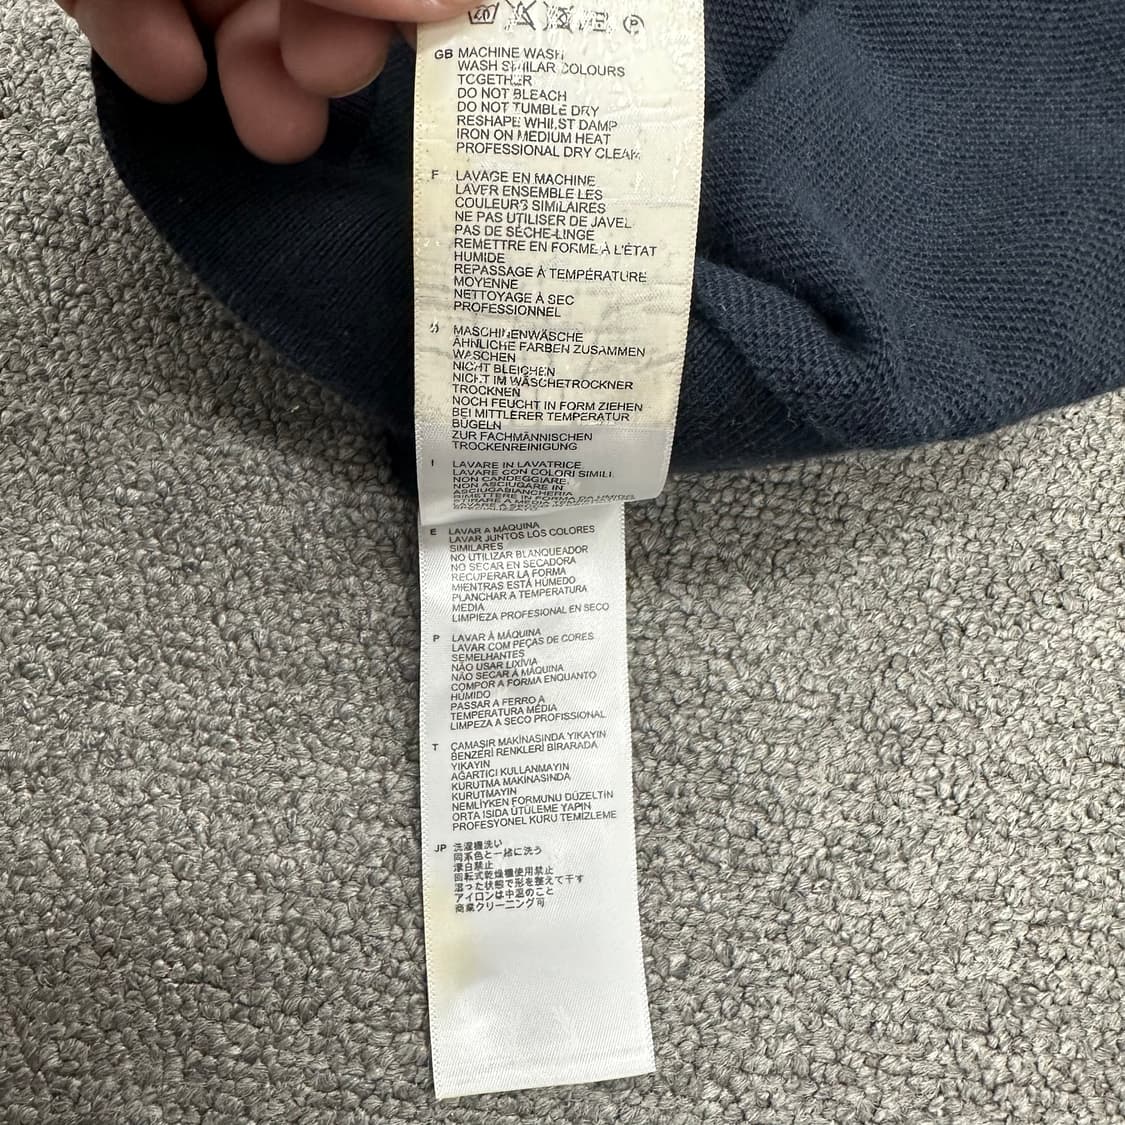 GB MACHINE WASH
WASH SIMILAR COLOURS
TOGETHER
DO NOT BLEACH
DO NOT TUMBLE DRY
RESHAPE WHILST DAMP
IRON ON MEDIUM HEAT
PROFESSIONAL DRY CLEAN
F LAVAGE EN MACHINE
LAVER ENSEMBLE LES
COULEURS SIMILAIRES
NE PAS UTILISER DE JAVEL
PAS DE SÈCHE-LINGE
REMETTRE EN FORME À L'ÉTAT
HUMIDE
REPASSAGE À TEMPÉRATURE
MOYENNE
NETTOYAGE À SEC
PROFESSIONNEL
MASCHINENWÄSCHE
ÄHNLICHE FARBEN ZUSAMMEN
WASCHEN
NICHT BLEICHEN
NICHT IM WÄSCHETROCKNER
TROCKNEN
NOCH FEUCHT IN FORM ZIEHEN
BEI MITTLERER TEMPERATUR
BÜGELN
ZUR FACHMÄNNISCHEN
TROCKENREINIGUNG
I LAVARE IN LAVATRICE
LAVARE CON COLORI SIMILI
NON CANDEGGIARE
NON ASCIUGARE IN
ASCIUGABIANCHERIA
RIMETTERE IN FORMA DA UMIDO
STIRARE A MEDIA
E LAVAR A MÁQUINA
LAVAR JUNTOS LOS COLORES
SIMILARES
NO UTILIZAR BLANQUEADOR
NO SECAR EN SECADORA
RECUPERAR LA FORMA
MIENTRAS ESTÁ HÚMEDO
PLANCHAR A TEMPERATURA
MEDIA
LIMPIEZA PROFESIONAL EN SECO
P LAVAR À MÁQUINA
LAVAR COM PEÇAS DE CORES
SEMELHANTES
NÃO USAR LIXÍVIA
NÃO SECAR À MÁQUINA
COMPOR A FORMA ENQUANTO
HÚMIDO
PASSAR A FERRO A
TEMPERATURA MÉDIA
LIMPEZA A SECO PROFISSIONAL
T ÇAMAŞIR MAKİNASINDA YIKAYIN
BENZERİ RENKLERİ BİRARADA
YIKAYIN
AĞARTICI KULLANMAYIN
KURUTMA MAKİNASINDA
KURUTMAYIN
NEMLİYKEN FORMUNU DÜZELTİN
ORTA ISIDA ÜTÜLEME YAPIN
PROFESYONEL KURU TEMİZLEME
JP 洗濯機洗い
同系色と一緒に洗う
漂白禁止
回転式乾燥機使用禁止
湿った状態で形を整えて干す
アイロンは中温のこと
商業クリーニング可